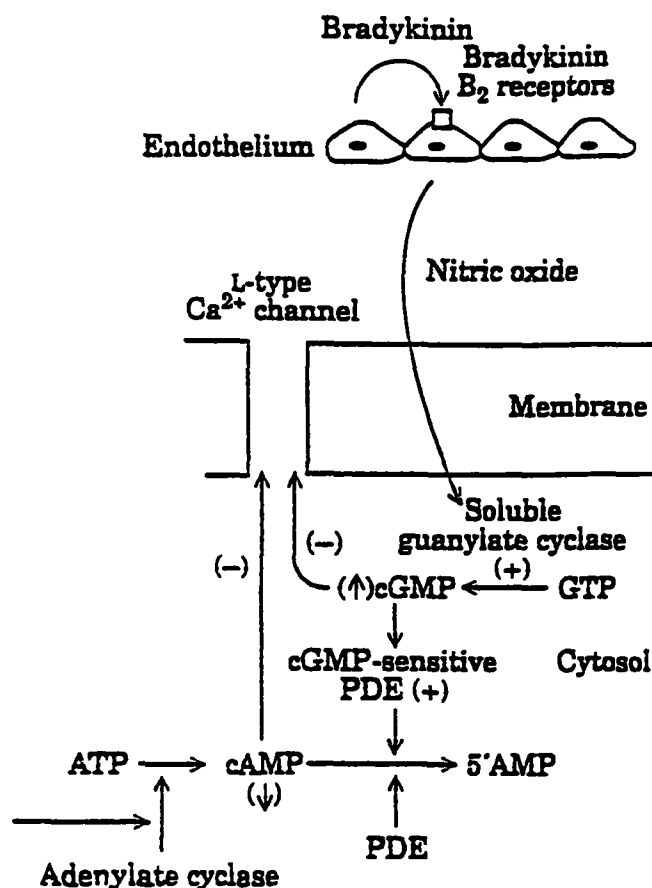 Bradykinin
Bradykinin
B₂ receptors
Endothelium
Nitric oxide
L-type
Ca²⁺ channel
Membrane
Soluble
guanylate cyclase
(−)
(−)
(+)
(↑)cGMP
GTP
cGMP-sensitive
PDE (+)
Cytosol
ATP
cAMP
(↓)
5'AMP
PDE
Adenylate cyclase